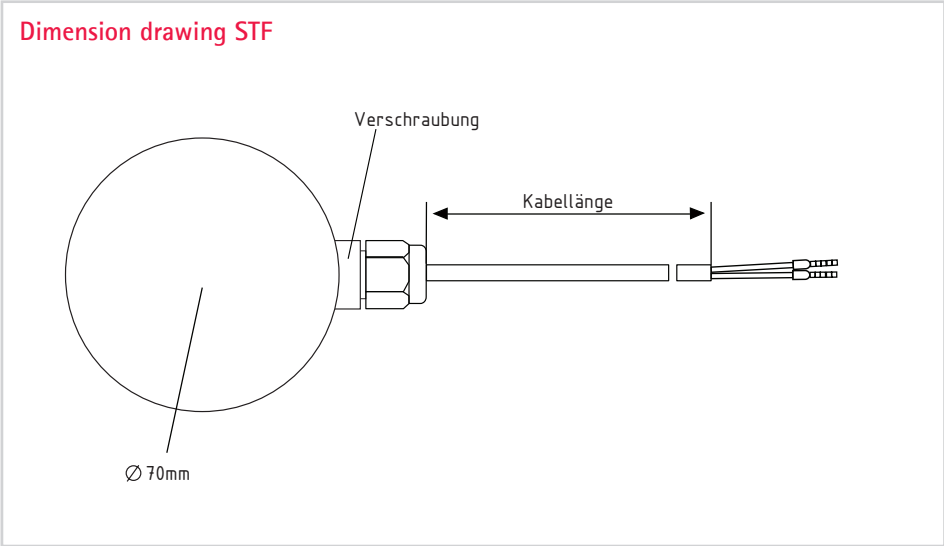 Dimension drawing STF
Verschraubung
Kabellänge
∅ 70mm